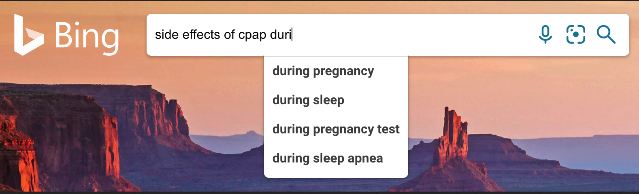 Bing
side effects of cpap duri
during pregnancy
during sleep
during pregnancy test
during sleep apnea